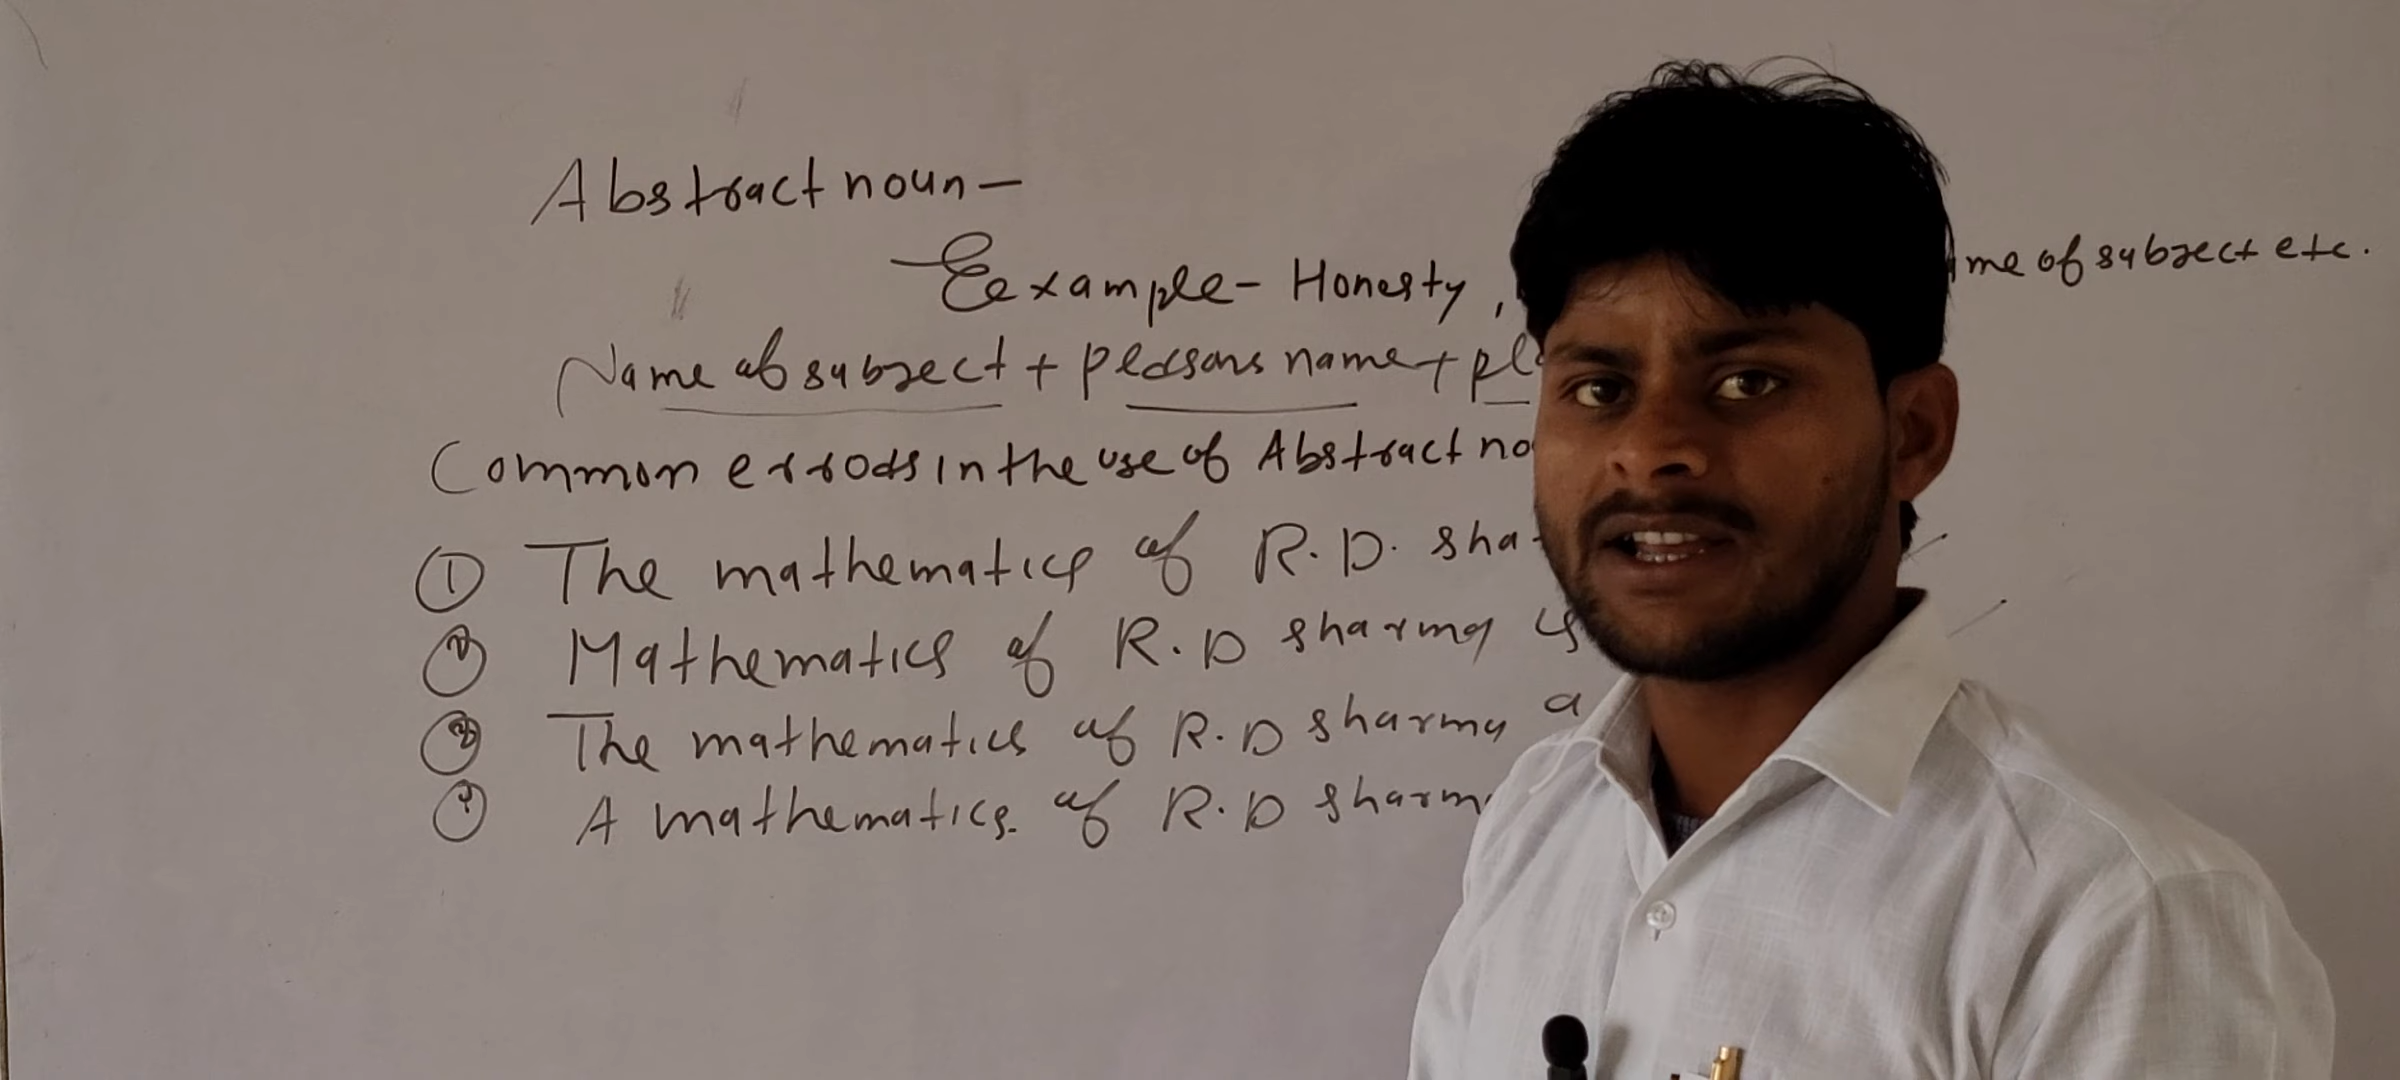 Abstract noun -
Example - Honesty, me of subject etc.
Name of subject + persons name + pl
Common errors in the use of Abstract no
① The mathematics of R.D. sha
② Mathematics of R.D sharma is
③ The mathematics of R.D sharma a
④ A mathematics of R.D sharma